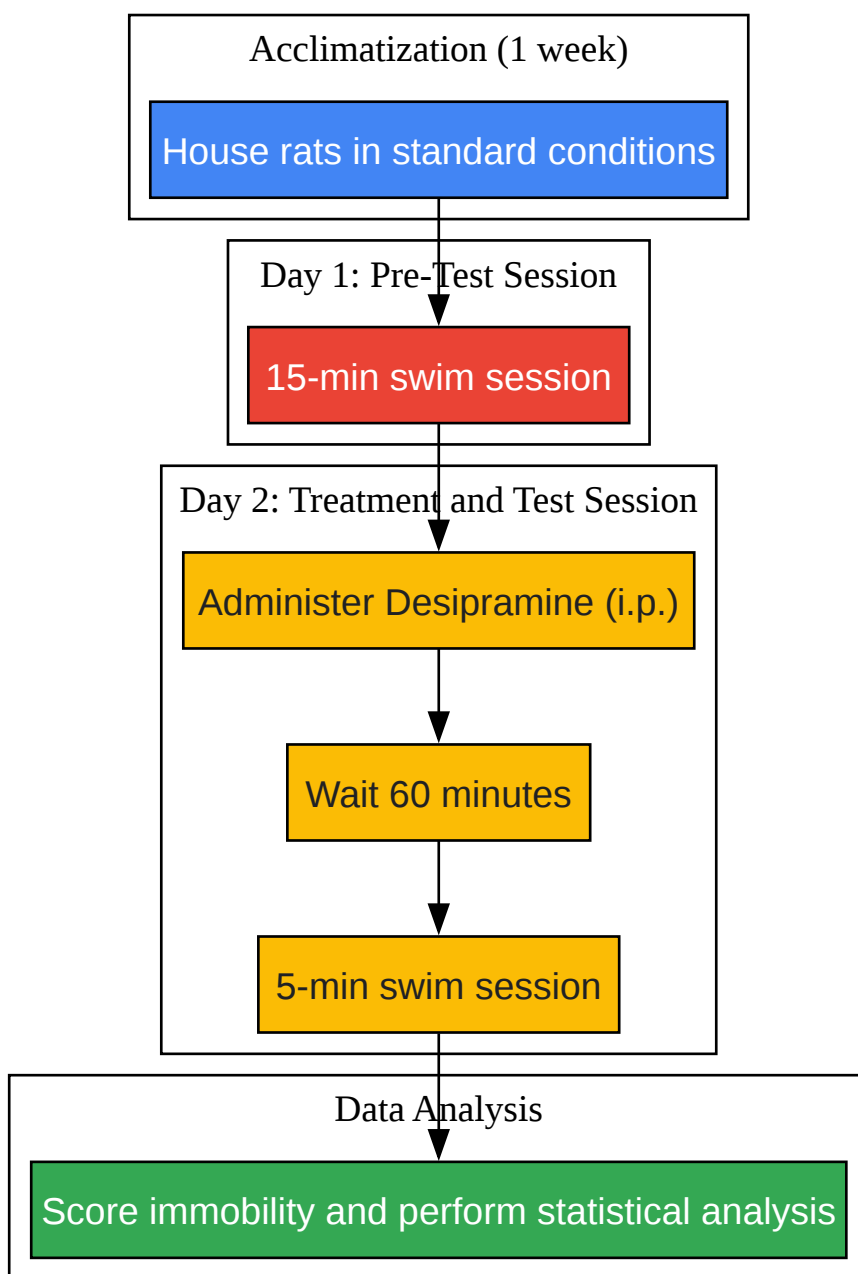 Acclimatization (1 week)
House rats in standard conditions
Day 1: Pre-Test Session
15-min swim session
Day 2: Treatment and Test Session
Administer Desipramine (i.p.)
Wait 60 minutes
5-min swim session
Data Analysis
Score immobility and perform statistical analysis